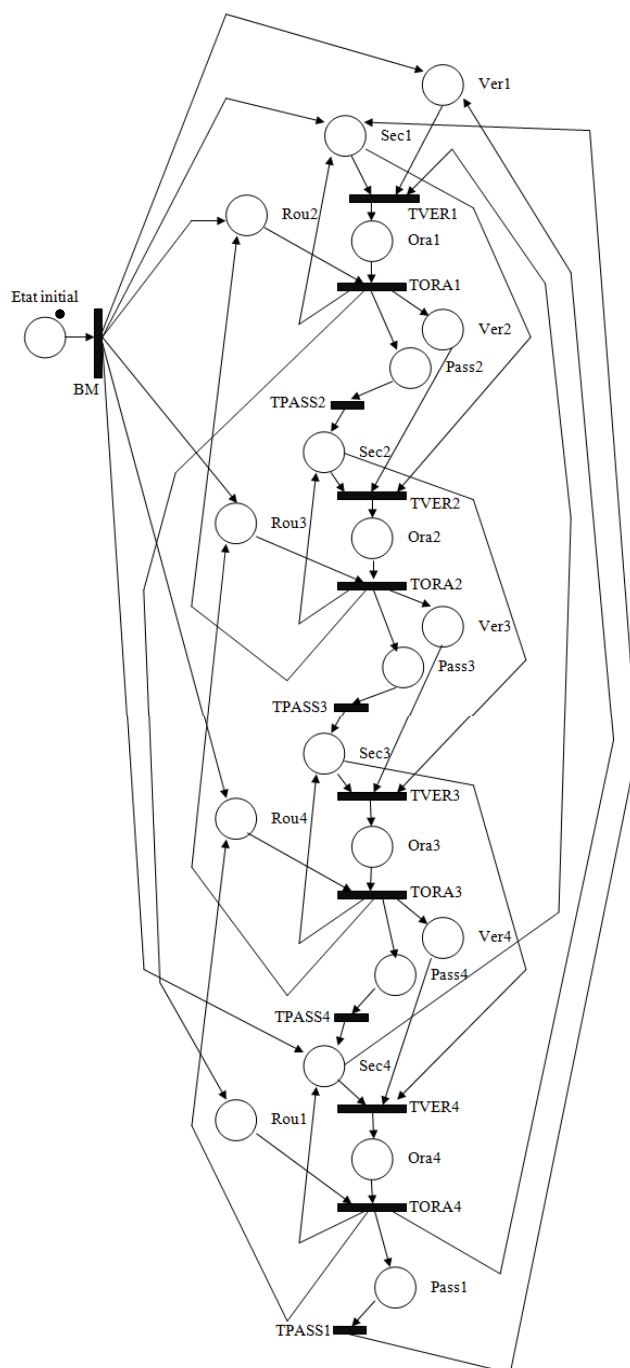 Ver1
Sec1
Rou2
TVER1
Ora1
Etat initial
TORA1
Ver2
Pass2
BM
TPASS2
Sec2
TVER2
Rou3
Ora2
TORA2
Ver3
Pass3
TPASS3
Sec3
TVER3
Rou4
Ora3
TORA3
Ver4
Pass4
TPASS4
Sec4
TVER4
Rou1
Ora4
TORA4
Pass1
TPASS1